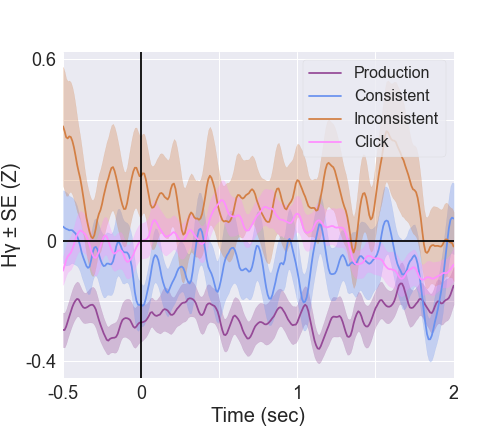 0.6
Production
Consistent
Inconsistent
Click
Hγ ± SE (Z)
0
-0.4
-0.5 0 1 2
Time (sec)